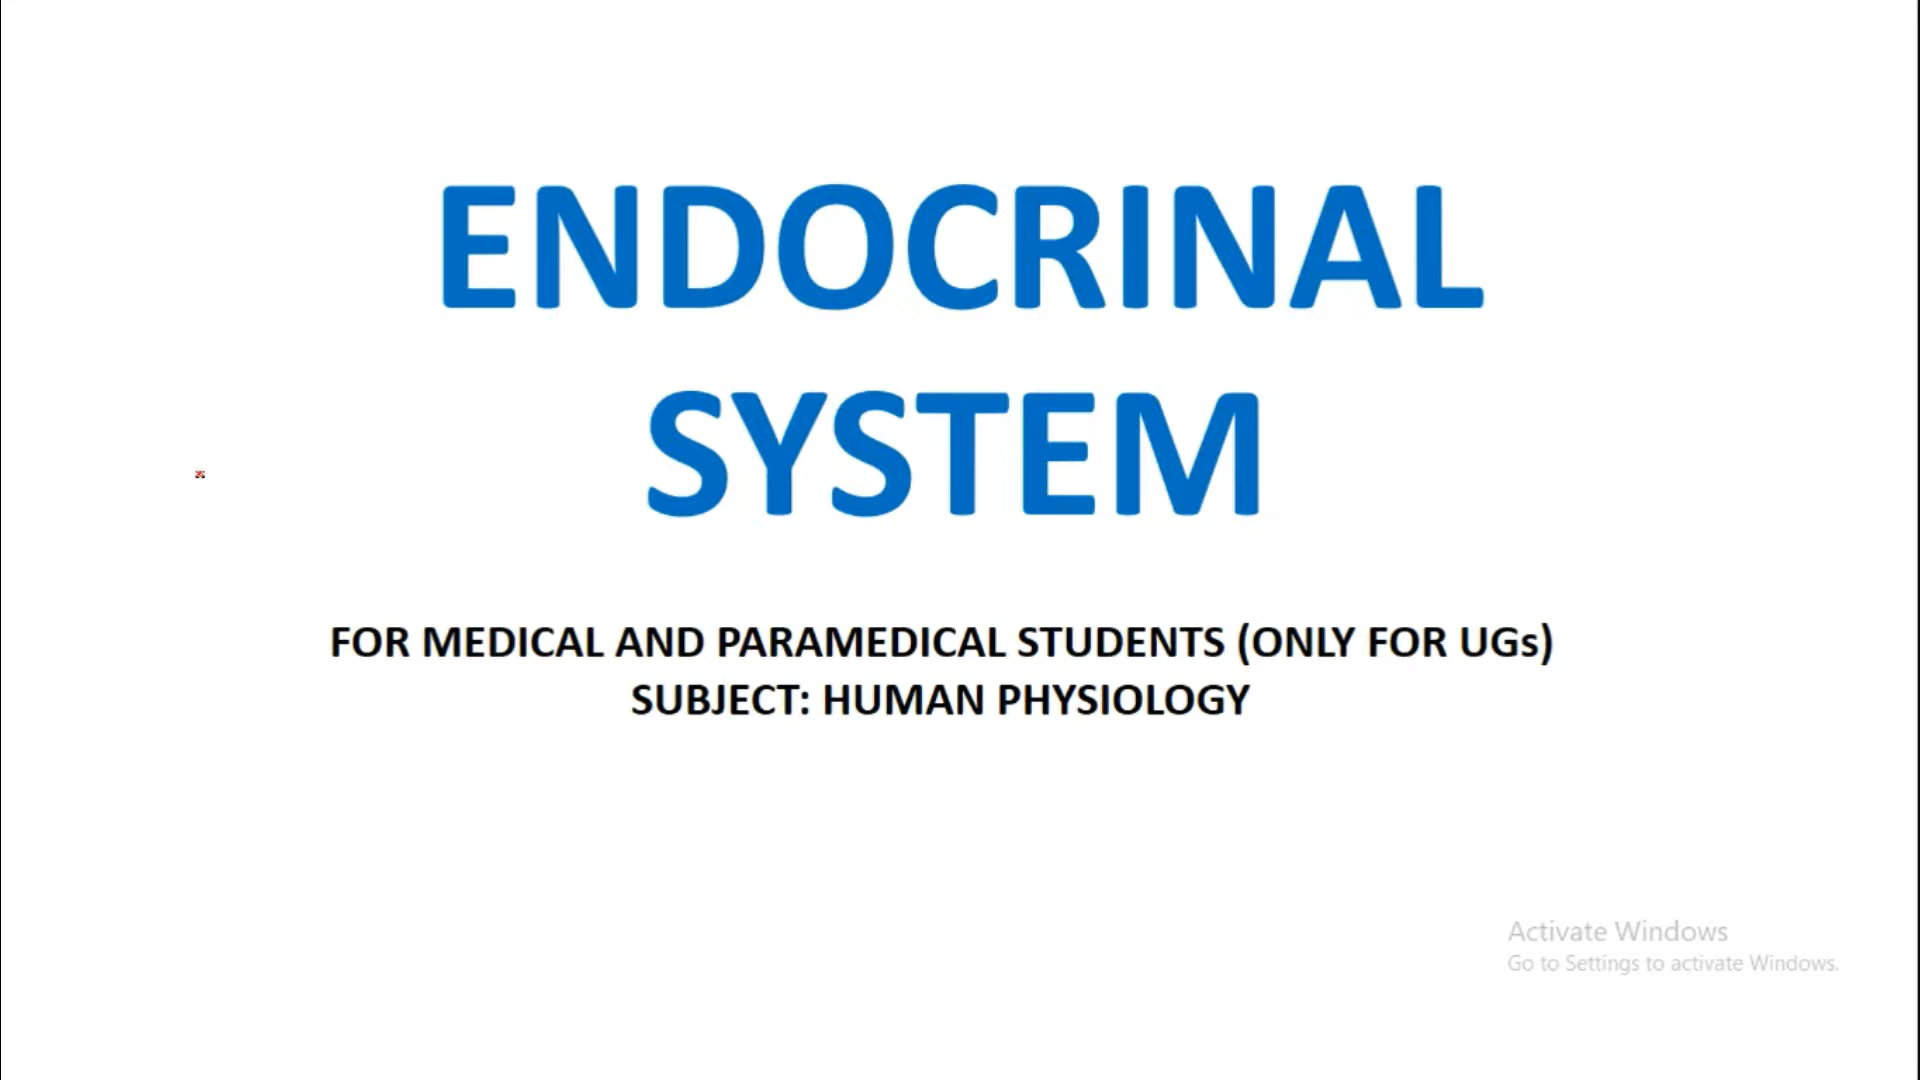 ENDOCRINAL
SYSTEM
FOR MEDICAL AND PARAMEDICAL STUDENTS (ONLY FOR UGs)
SUBJECT: HUMAN PHYSIOLOGY
Activate Windows
Go to Settings to activate Windows.